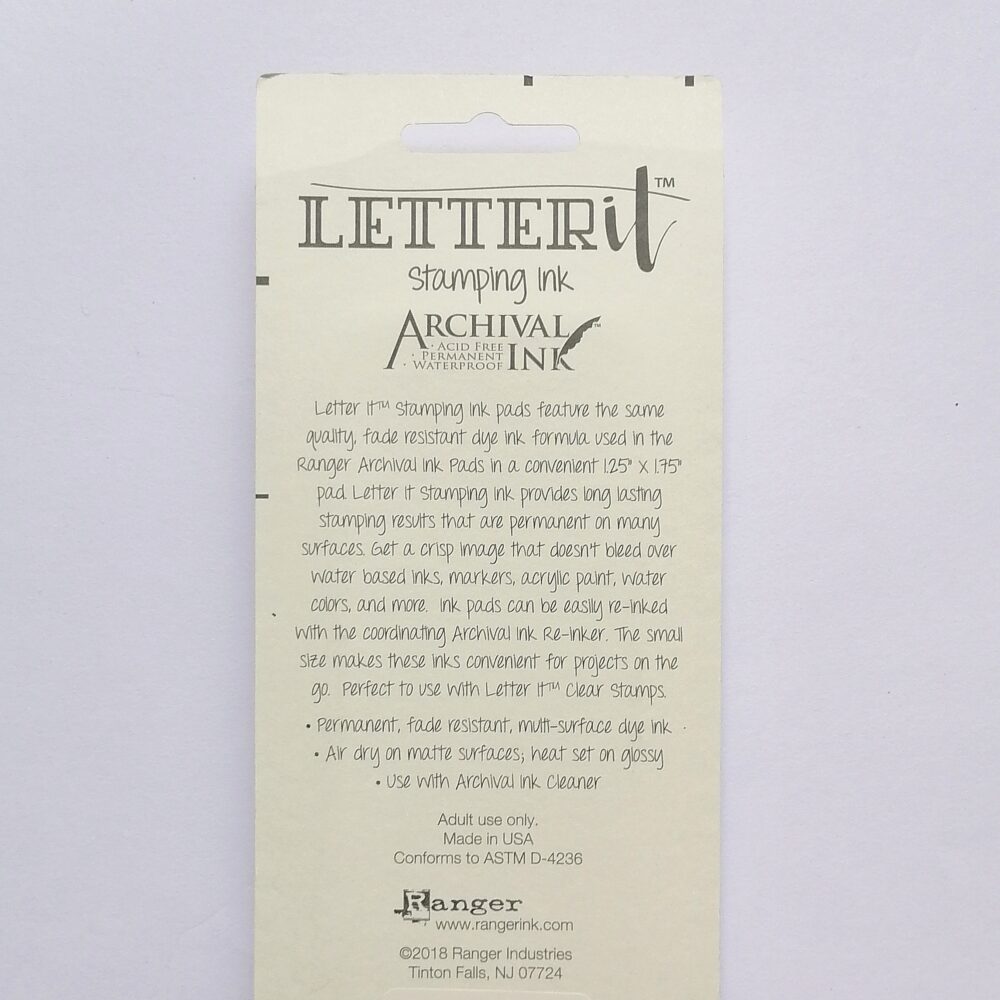 LETTERit™
Stamping Ink
ARCHIVAL INK™
· ACID FREE
· PERMANENT
· WATERPROOF
Letter It™ Stamping Ink pads feature the same
quality, fade resistant dye ink formula used in the
Ranger Archival Ink Pads in a convenient 1.25" x 1.75"
pad. Letter It Stamping Ink provides long lasting
stamping results that are permanent on many
surfaces. Get a crisp image that doesn't bleed over
water based inks, markers, acrylic paint, water
colors, and more. Ink pads can be easily re-inked
with the coordinating Archival Ink Re-inker. The small
size makes these inks convenient for projects on the
go. Perfect to use with Letter It™ Clear Stamps.
• Permanent, fade resistant, multi-surface dye ink
• Air dry on matte surfaces; heat set on glossy
• Use with Archival Ink Cleaner
Adult use only.
Made in USA
Conforms to ASTM D-4236
Ranger
www.rangerink.com
©2018 Ranger Industries
Tinton Falls, NJ 07724